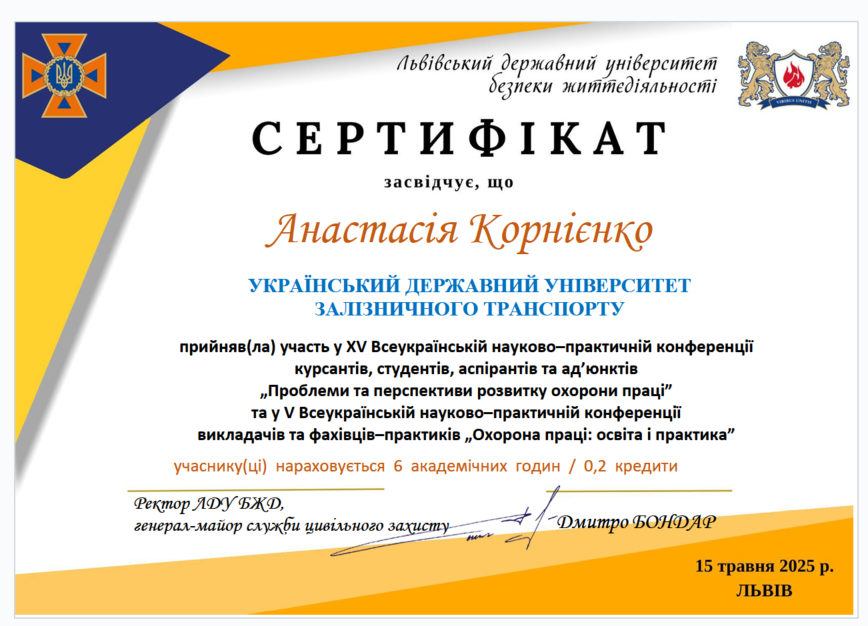 Львівський державний університет
безпеки життєдіяльності
VIRIBUS UNITIS
СЕРТИФІКАТ
засвідчує, що
Анастасія Корнієнко
УКРАЇНСЬКИЙ ДЕРЖАВНИЙ УНІВЕРСИТЕТ
ЗАЛІЗНИЧНОГО ТРАНСПОРТУ
прийняв(ла) участь у XV Всеукраїнській науково–практичній конференції
курсантів, студентів, аспірантів та ад’юнктів
„Проблеми та перспективи розвитку охорони праці”
та у V Всеукраїнській науково–практичній конференції
викладачів та фахівців–практиків „Охорона праці: освіта і практика”
учаснику(ці) нараховується 6 академічних годин / 0,2 кредити
Ректор ЛДУ БЖД,
генерал-майор служби цивільного захисту
Дмитро БОНДАР
15 травня 2025 р.
ЛЬВІВ